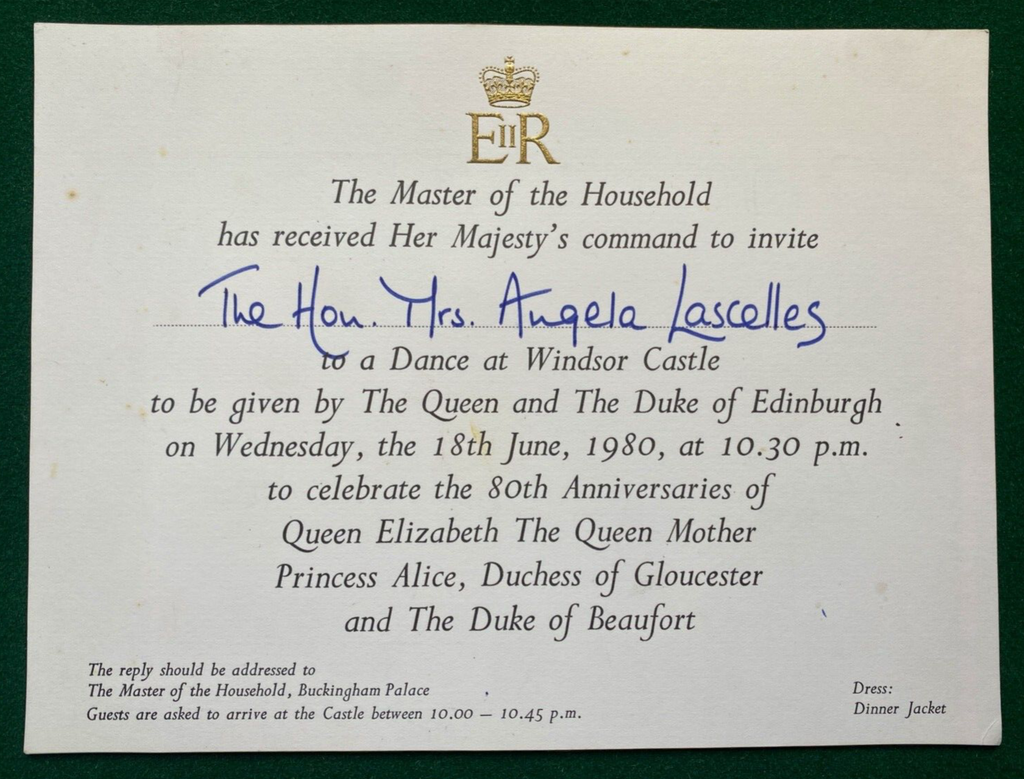 EIIR
The Master of the Household
has received Her Majesty's command to invite
The Hon. Mrs. Angela Lascelles
to a Dance at Windsor Castle
to be given by The Queen and The Duke of Edinburgh
on Wednesday, the 18th June, 1980, at 10.30 p.m.
to celebrate the 80th Anniversaries of
Queen Elizabeth The Queen Mother
Princess Alice, Duchess of Gloucester
and The Duke of Beaufort
The reply should be addressed to
The Master of the Household, Buckingham Palace
Guests are asked to arrive at the Castle between 10.00 – 10.45 p.m.
Dress:
Dinner Jacket